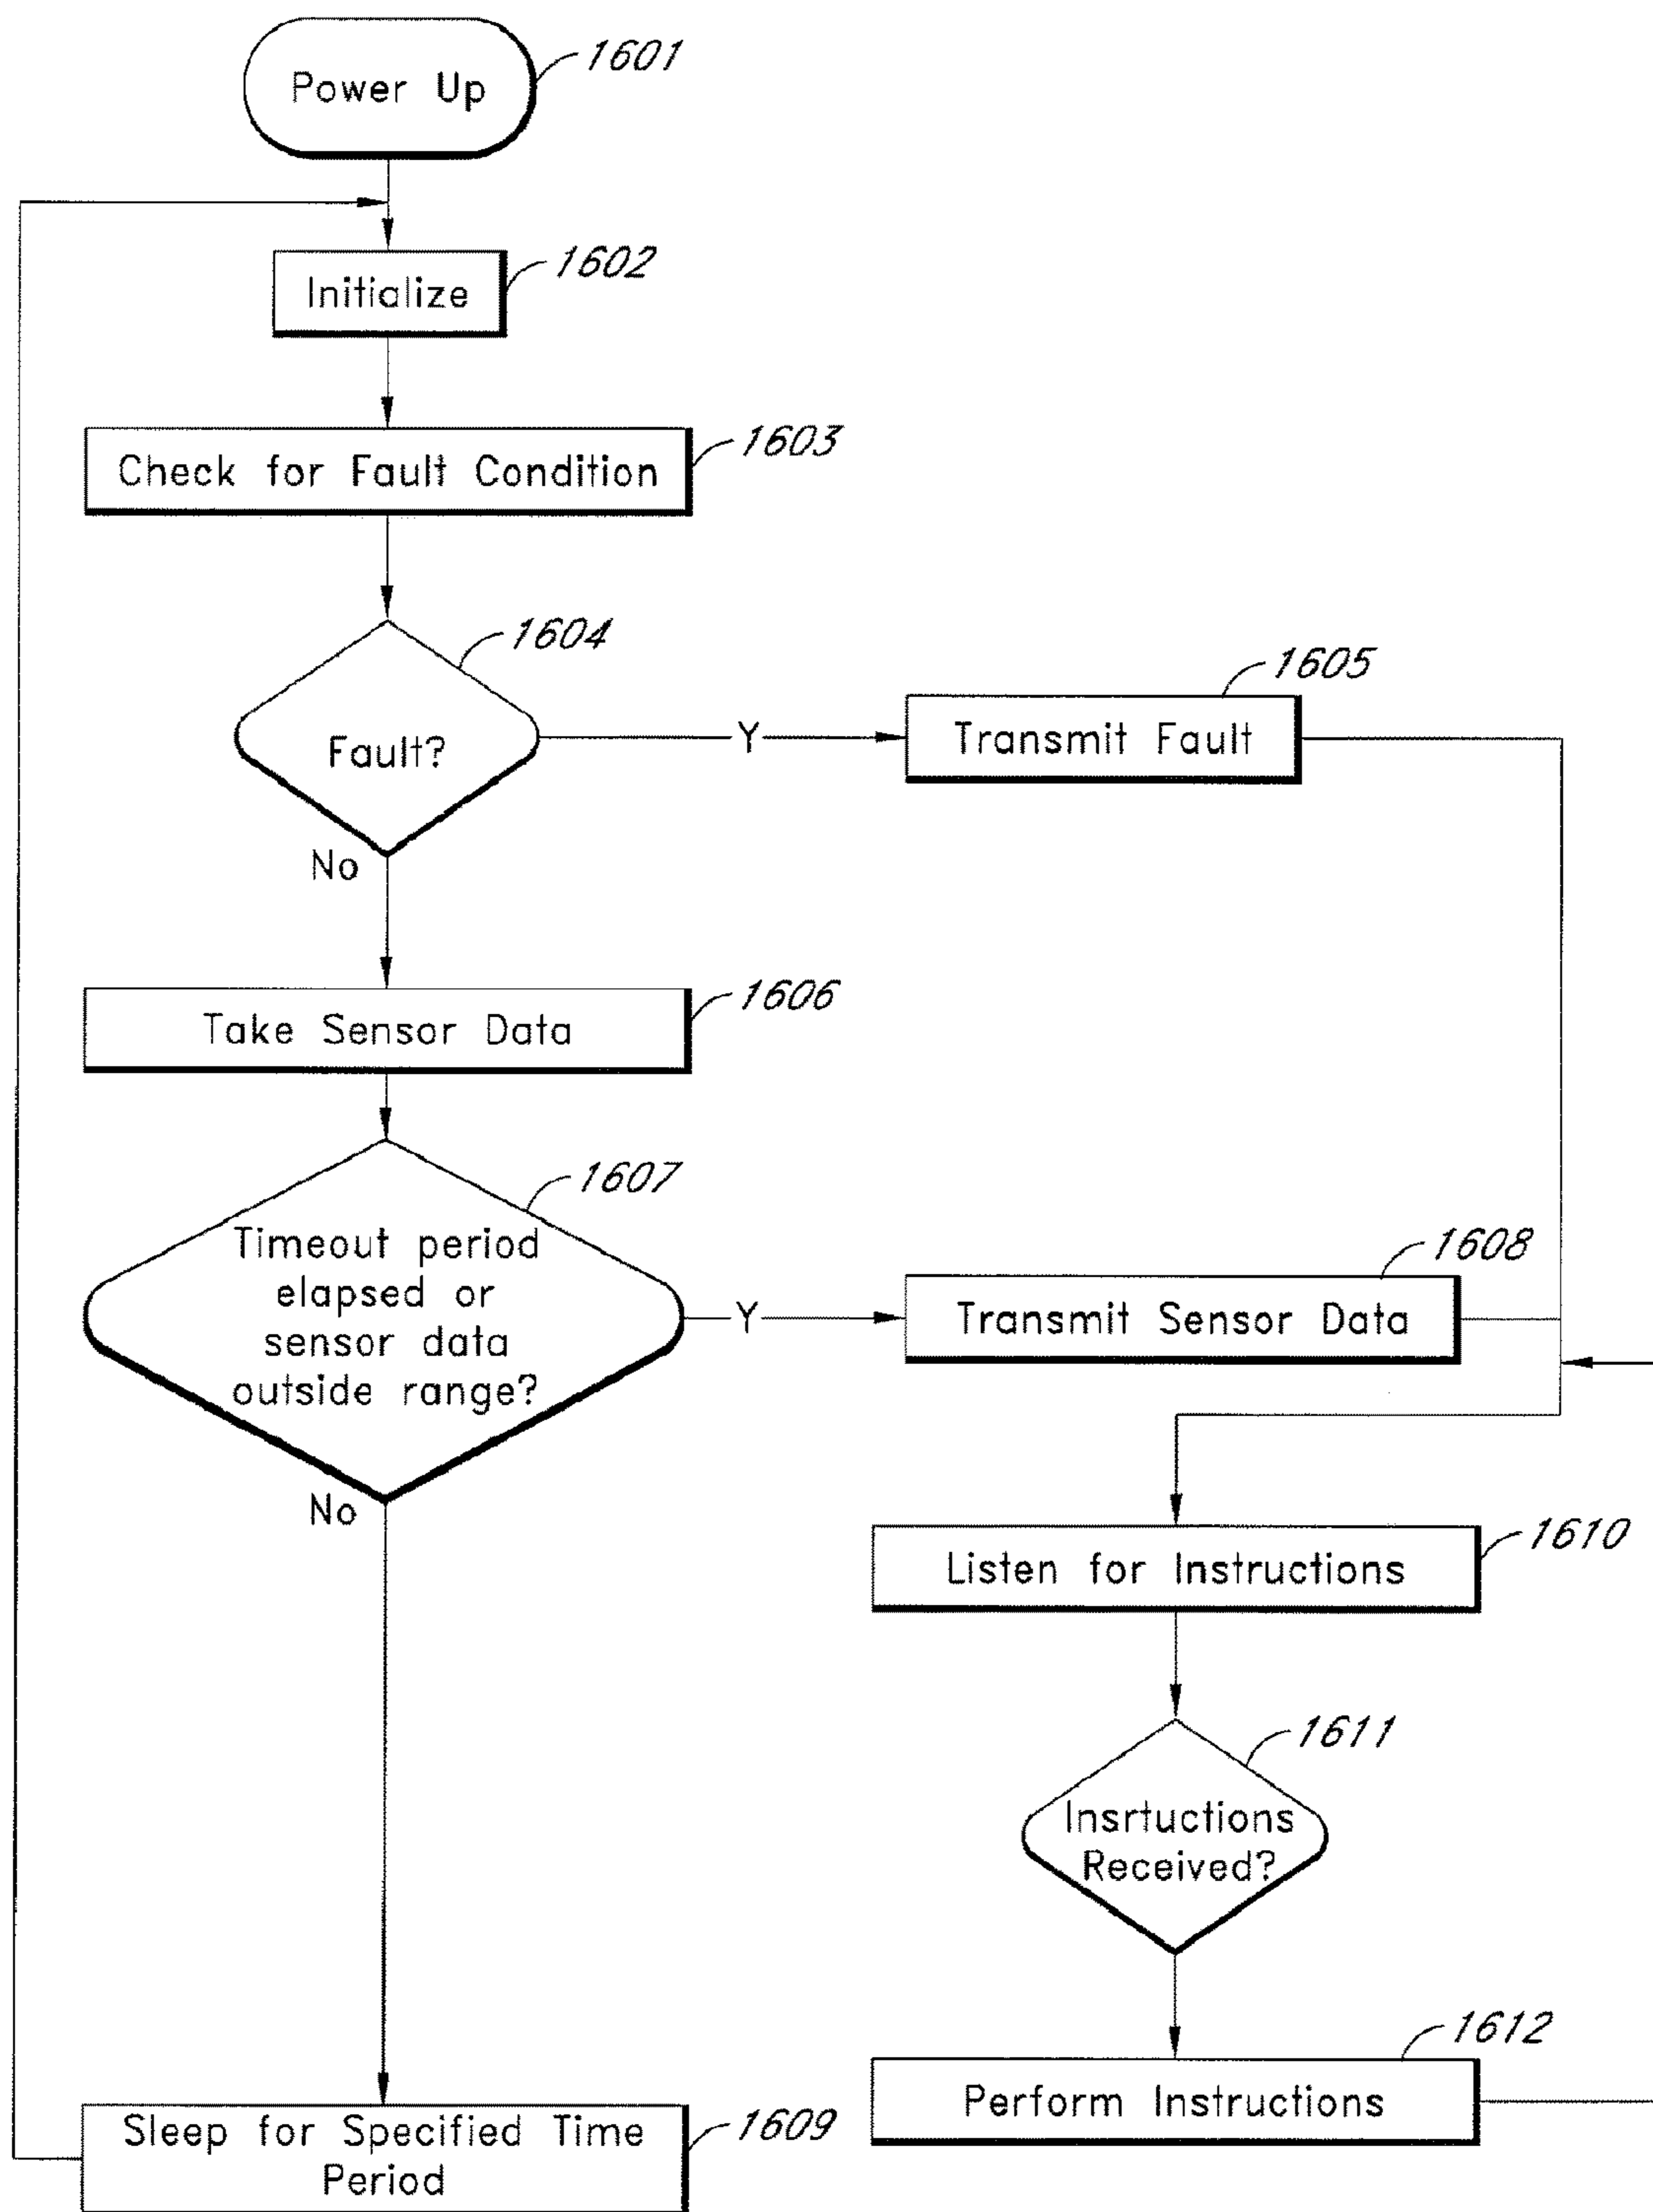 Power Up
1601
Initialize
1602
Check for Fault Condition
1603
1604
Fault?
Y
Transmit Fault
1605
No
Take Sensor Data
1606
1607
Timeout period
elapsed or
sensor data
outside range?
Y
Transmit Sensor Data
1608
No
Listen for Instructions
1610
1611
Insrtuctions
Received?
Perform Instructions
1612
Sleep for Specified Time
Period
1609